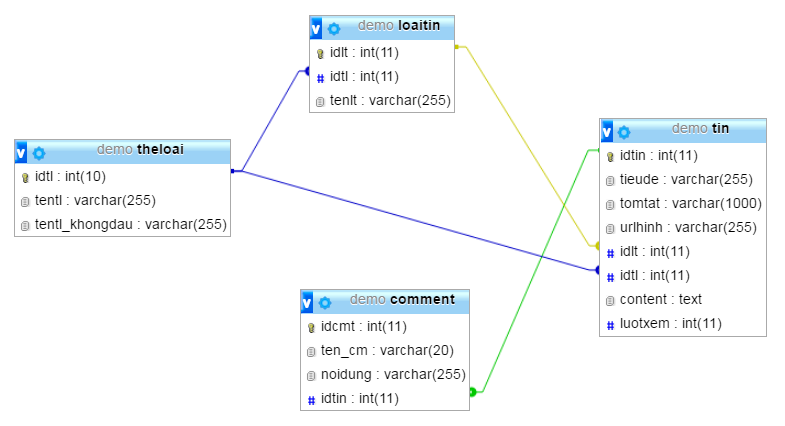 demo loaitin
idlt : int(11)
idtl : int(11)
tenlt : varchar(255)
demo theloai
idtl : int(10)
tentl : varchar(255)
tentl_khongdau : varchar(255)
demo tin
idtin : int(11)
tieude : varchar(255)
tomtat : varchar(1000)
urlhinh : varchar(255)
idlt : int(11)
idtl : int(11)
content : text
luotxem : int(11)
demo comment
idcmt : int(11)
ten_cm : varchar(20)
noidung : varchar(255)
idtin : int(11)